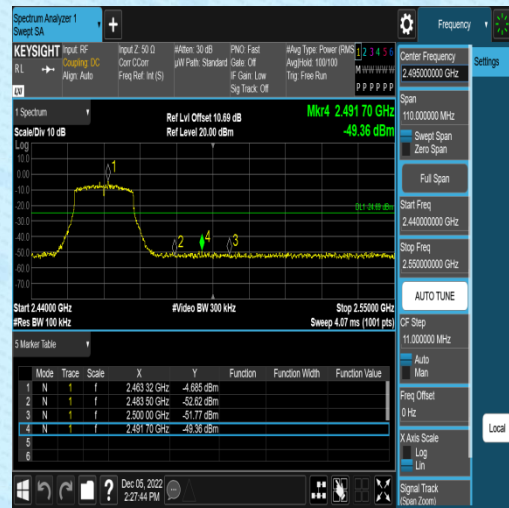 Spectrum Analyzer 1
Swept SA
+
Frequency
KEYSIGHT
Input: RF
Input Z: 50 Ω
#Atten: 30 dB
PNO: Fast
#Avg Type: Power (RMS
1 2 3 4 5 6
RL
Coupling: DC
Corr CCorr
µW Path: Standard
Gate: Off
Avg|Hold: 100/100
M W W W W W
Align: Auto
Freq Ref: Int (S)
IF Gain: Low
Trig: Free Run
Sig Track: Off
P P P P P P
LXI
1 Spectrum
Scale/Div 10 dB
Ref Lvl Offset 10.69 dB
Ref Level 20.00 dBm
Mkr4 2.491 70 GHz
-49.36 dBm
Log
10.0
0.00
-10.0
-20.0
-30.0
-40.0
-50.0
-60.0
-70.0
1
2
4
3
Start 2.44000 GHz
#Video BW 300 kHz
Stop 2.55000 GHz
#Res BW 100 kHz
Sweep 4.07 ms (1001 pts)
5 Marker Table
Mode Trace Scale X Y Function Function Width Function Value
1 N 1 f 2.463 32 GHz -4.685 dBm
2 N 1 f 2.483 50 GHz -52.62 dBm
3 N 1 f 2.500 00 GHz -51.77 dBm
4 N 1 f 2.491 70 GHz -49.36 dBm
5
6
Dec 05, 2022
2:27:44 PM
Center Frequency
2.495000000 GHz
Settings
Span
110.000000 MHz
Swept Span
Zero Span
Full Span
Start Freq
2.440000000 GHz
Stop Freq
2.550000000 GHz
AUTO TUNE
CF Step
11.000000 MHz
Auto
Man
Freq Offset
0 Hz
Local
X Axis Scale
Log
Lin
Signal Track
(Span Zoom)